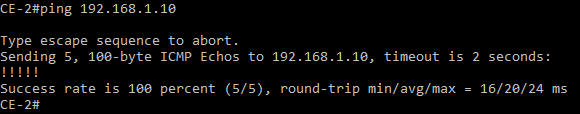 CE-2#ping 192.168.1.10
Type escape sequence to abort.
Sending 5, 100-byte ICMP Echos to 192.168.1.10, timeout is 2 seconds:
!!!!!
Success rate is 100 percent (5/5), round-trip min/avg/max = 16/20/24 ms
CE-2#